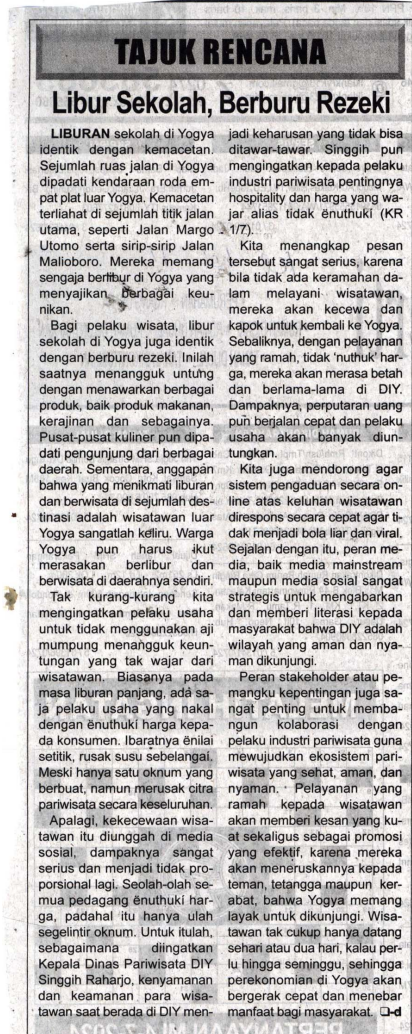 TAJUK RENCANA
Libur Sekolah, Berburu Rezeki
LIBURAN sekolah di Yogya
identik dengan kemacetan.
Sejumlah ruas jalan di Yogya
dipadati kendaraan roda em-
pat plat luar Yogya. Kemacetan
terliahat di sejumlah titik jalan
utama, seperti Jalan Margo
Utomo serta sirip-sirip Jalan
Malioboro. Mereka memang
sengaja berlibur di Yogya yang
menyajikan berbagai keu-
nikan.
Bagi pelaku wisata, libur
sekolah di Yogya juga identik
dengan berburu rezeki. Inilah
saatnya menangguk untung
dengan menawarkan berbagai
produk, baik produk makanan,
kerajinan dan sebagainya.
Pusat-pusat kuliner pun dipa-
dati pengunjung dari berbagai
daerah. Sementara, anggapan
bahwa yang menikmati liburan
dan berwisata di sejumlah des-
tinasi adalah wisatawan luar
Yogya sangatlah keliru. Warga
Yogya pun harus ikut
merasakan berlibur dan
berwisata di daerahnya sendiri.
Tak kurang-kurang kita
mengingatkan pelaku usaha
untuk tidak menggunakan aji
mumpung menangguk keun-
tungan yang tak wajar dari
wisatawan. Biasanya pada
masa liburan panjang, ada sa-
ja pelaku usaha yang nakal
dengan ënuthuki harga kepa-
da konsumen. Ibaratnya ënilai
setitik, rusak susu sebelangai.
Meski hanya satu oknum yang
berbuat, namun merusak citra
pariwisata secara keseluruhan.
Apalagi, kekecewaan wisa-
tawan itu diunggah di media
sosial, dampaknya sangat
serius dan menjadi tidak pro-
porsional lagi. Seolah-olah se-
mua pedagang ënuthuki har-
ga, padahal itu hanya ulah
segelintir oknum. Untuk itulah,
sebagaimana diingatkan
Kepala Dinas Pariwisata DIY
Singgih Raharjo, kenyamanan
dan keamanan para wisa-
tawan saat berada di DIY men-
jadi keharusan yang tidak bisa
ditawar-tawar. Singgih pun
mengingatkan kepada pelaku
industri pariwisata pentingnya
hospitality dan harga yang wa-
jar alias tidak ënuthuki (KR
1/7).
Kita menangkap pesan
tersebut sangat serius, karena
bila tidak ada keramahan da-
lam melayani wisatawan,
mereka akan kecewa dan
kapok untuk kembali ke Yogya.
Sebaliknya, dengan pelayanan
yang ramah, tidak 'nuthuk' har-
ga, mereka akan merasa betah
dan berlama-lama di DIY.
Dampaknya, perputaran uang
pun berjalan cepat dan pelaku
usaha akan banyak diun-
tungkan.
Kita juga mendorong agar
sistem pengaduan secara on-
line atas keluhan wisatawan
direspons secara cepat agar ti-
dak menjadi bola liar dan viral.
Sejalan dengan itu, peran me-
dia, baik media mainstream
maupun media sosial sangat
strategis untuk mengabarkan
dan memberi literasi kepada
masyarakat bahwa DIY adalah
wilayah yang aman dan nya-
man dikunjungi.
Peran stakeholder atau pe-
mangku kepentingan juga sa-
ngat penting untuk memba-
ngun kolaborasi dengan
pelaku industri pariwisata guna
mewujudkan ekosistem pari-
wisata yang sehat, aman, dan
nyaman. Pelayanan yang
ramah kepada wisatawan
akan memberi kesan yang ku-
at sekaligus sebagai promosi
yang efektif, karena mereka
akan meneruskannya kepada
teman, tetangga maupun ker-
abat, bahwa Yogya memang
layak untuk dikunjungi. Wisa-
tawan tak cukup hanya datang
sehari atau dua hari, kalau per-
lu hingga seminggu, sehingga
perekonomian di Yogya akan
bergerak cepat dan menebar
manfaat bagi masyarakat. ❑-d